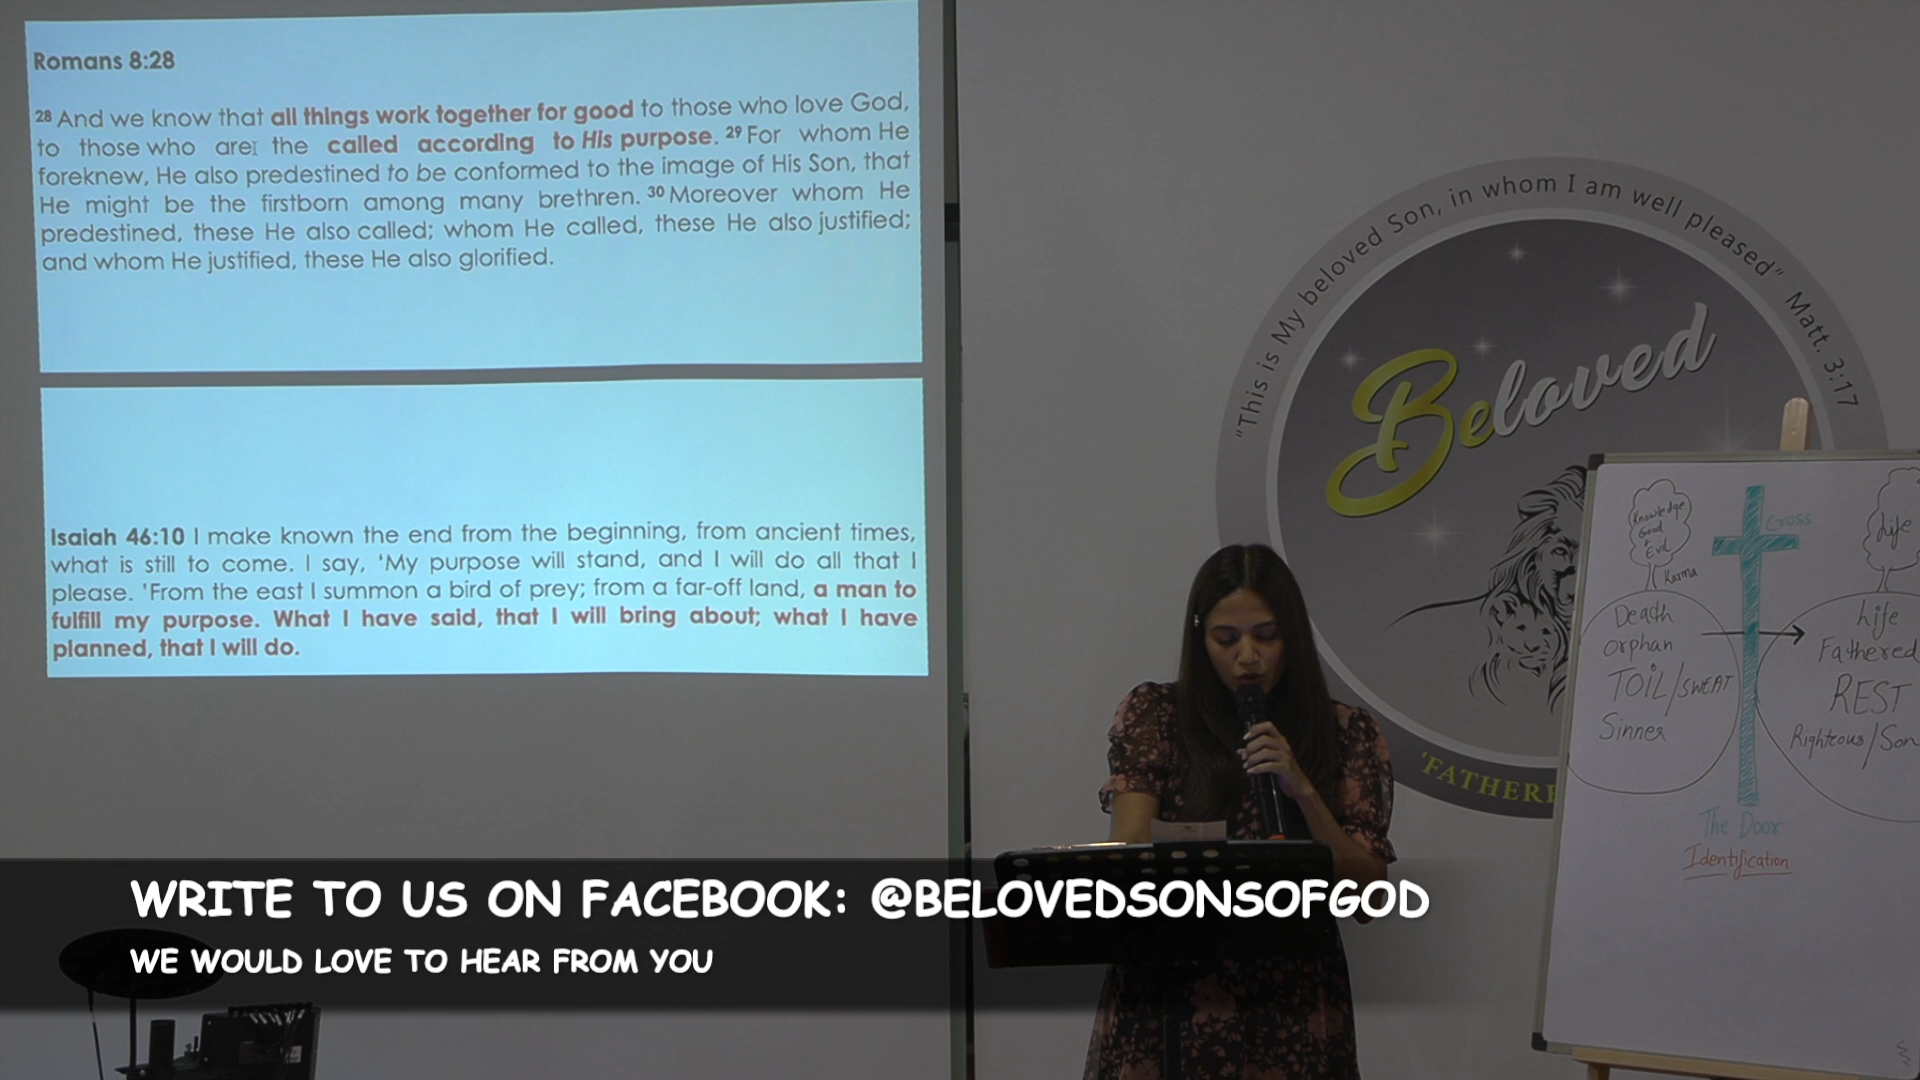 Romans 8:28
28 And we know that all things work together for good to those who love God,
to those who are the called according to His purpose. 29 For whom He
foreknew, He also predestined to be conformed to the image of His Son, that
He might be the firstborn among many brethren. 30 Moreover whom He
predestined, these He also called; whom He called, these He also justified;
and whom He justified, these He also glorified.
Isaiah 46:10 I make known the end from the beginning, from ancient times,
what is still to come. I say, 'My purpose will stand, and I will do all that I
please. 'From the east I summon a bird of prey; from a far-off land, a man to
fulfill my purpose. What I have said, that I will bring about; what I have
planned, that I will do.
"This is My beloved Son, in whom I am well pleased" Matt. 3:17
Beloved
'FATHERE
Knowledge
Good
+
Evil
Karma
Cross
Life
Death
Orphan
TOIL/SWEAT
Sinner
Life
Fathered
REST
Righteous/Son
The Door
Identification
WRITE TO US ON FACEBOOK: @BELOVEDSONSOFGOD
WE WOULD LOVE TO HEAR FROM YOU